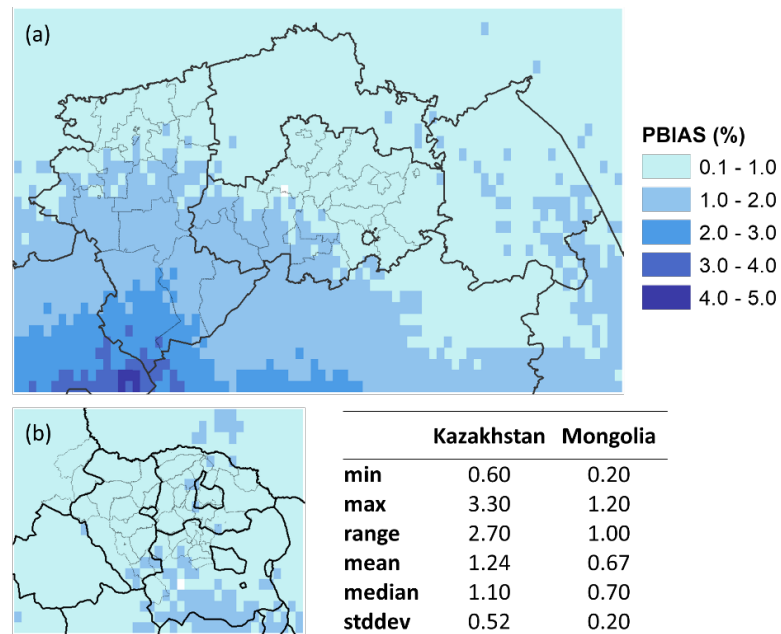 (a)
PBIAS (%)
0.1 - 1.0
1.0 - 2.0
2.0 - 3.0
3.0 - 4.0
4.0 - 5.0
(b)
Kazakhstan Mongolia
min 0.60 0.20
max 3.30 1.20
range 2.70 1.00
mean 1.24 0.67
median 1.10 0.70
stddev 0.52 0.20